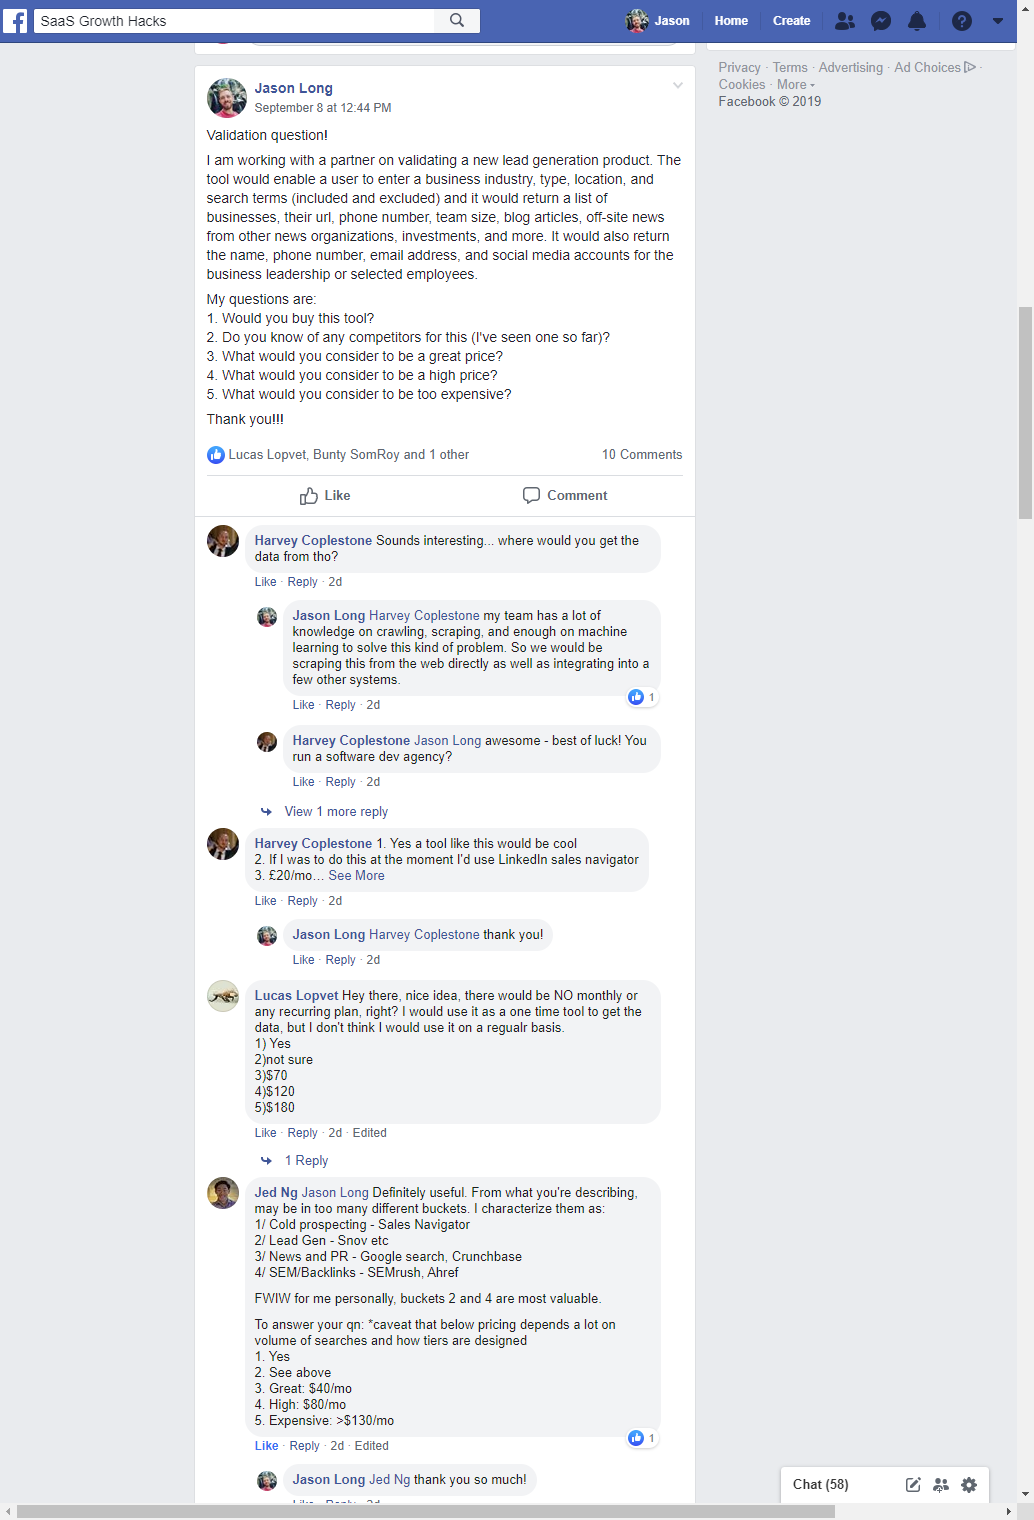 SaaS Growth Hacks
Jason
Home
Create
Privacy · Terms · Advertising · Ad Choices ·
Cookies · More
Facebook © 2019
Jason Long
September 8 at 12:44 PM
Validation question!
I am working with a partner on validating a new lead generation product. The
tool would enable a user to enter a business industry, type, location, and
search terms (included and excluded) and it would return a list of
businesses, their url, phone number, team size, blog articles, off-site news
from other news organizations, investments, and more. It would also return
the name, phone number, email address, and social media accounts for the
business leadership or selected employees.
My questions are:
1. Would you buy this tool?
2. Do you know of any competitors for this (I've seen one so far)?
3. What would you consider to be a great price?
4. What would you consider to be a high price?
5. What would you consider to be too expensive?
Thank you!!!
Lucas Lopvet, Bunty SomRoy and 1 other
10 Comments
Like
Comment
Harvey Coplestone Sounds interesting... where would you get the
data from tho?
Like · Reply · 2d
Jason Long Harvey Coplestone my team has a lot of
knowledge on crawling, scraping, and enough on machine
learning to solve this kind of problem. So we would be
scraping this from the web directly as well as integrating into a
few other systems.
1
Like · Reply · 2d
Harvey Coplestone Jason Long awesome - best of luck! You
run a software dev agency?
Like · Reply · 2d
View 1 more reply
Harvey Coplestone 1. Yes a tool like this would be cool
2. If I was to do this at the moment I'd use LinkedIn sales navigator
3. £20/mo... See More
Like · Reply · 2d
Jason Long Harvey Coplestone thank you!
Like · Reply · 2d
Lucas Lopvet Hey there, nice idea, there would be NO monthly or
any recurring plan, right? I would use it as a one time tool to get the
data, but I don't think I would use it on a regualr basis.
1) Yes
2)not sure
3)$70
4)$120
5)$180
Like · Reply · 2d · Edited
1 Reply
Jed Ng Jason Long Definitely useful. From what you're describing,
may be in too many different buckets. I characterize them as:
1/ Cold prospecting - Sales Navigator
2/ Lead Gen - Snov etc
3/ News and PR - Google search, Crunchbase
4/ SEM/Backlinks - SEMrush, Ahref
FWIW for me personally, buckets 2 and 4 are most valuable.
To answer your qn: *caveat that below pricing depends a lot on
volume of searches and how tiers are designed
1. Yes
2. See above
3. Great: $40/mo
4. High: $80/mo
5. Expensive: >$130/mo
1
Like · Reply · 2d · Edited
Jason Long Jed Ng thank you so much!
Like · Reply · 2d
Chat (58)